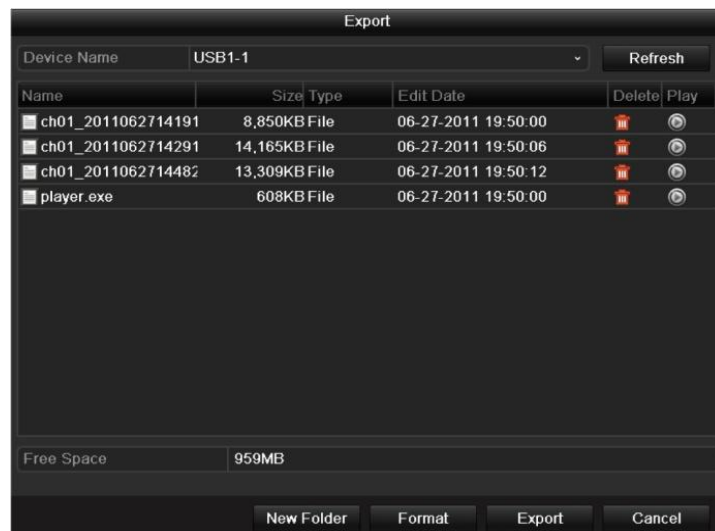 Export
Device Name USB1-1 Refresh
Name Size Type Edit Date Delete Play
ch01_2011062714191 8,850KB File 06-27-2011 19:50:00
ch01_2011062714291 14,165KB File 06-27-2011 19:50:06
ch01_2011062714482 13,309KB File 06-27-2011 19:50:12
player.exe 608KB File 06-27-2011 19:50:00
Free Space 959MB
New Folder Format Export Cancel